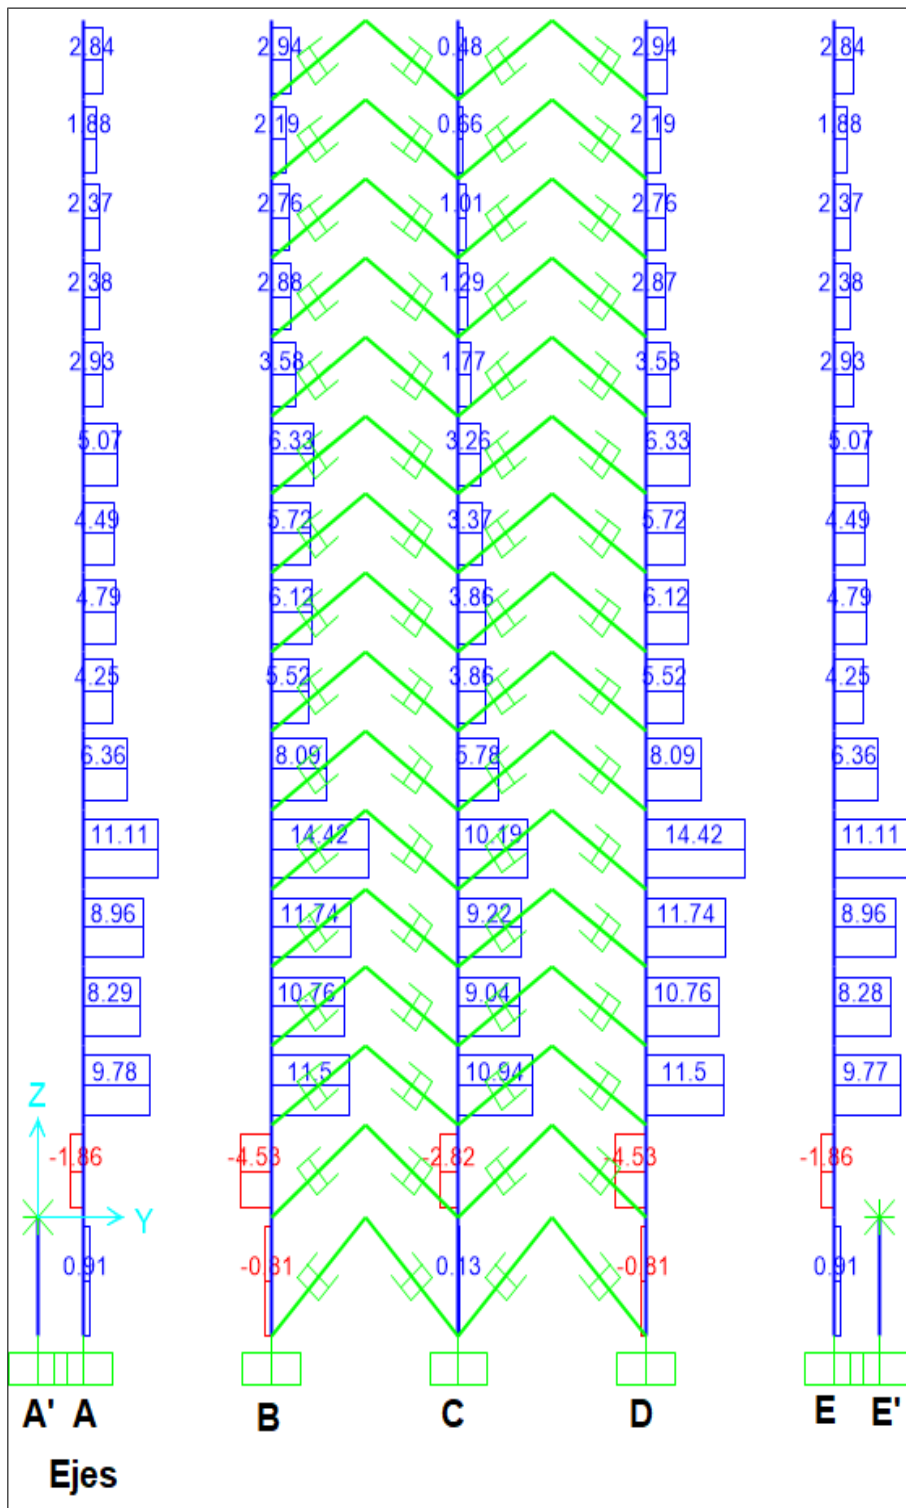 2.84 2.94 0.48 2.94 2.84
1.88 2.19 0.66 2.19 1.88
2.37 2.76 1.01 2.76 2.37
2.38 2.88 1.29 2.87 2.38
2.93 3.58 1.77 3.58 2.93
5.07 6.33 3.26 6.33 5.07
4.49 5.72 3.37 5.72 4.49
4.79 6.12 3.86 6.12 4.79
4.25 5.52 3.86 5.52 4.25
6.36 8.09 5.78 8.09 6.36
11.11 14.42 10.19 14.42 11.11
8.96 11.74 9.22 11.74 8.96
8.29 10.76 9.04 10.76 8.28
9.78 11.5 10.94 11.5 9.77
Z
-1.86 -4.53 -2.82 -4.53 -1.86
Y
0.91 -0.81 0.13 -0.81 0.91
A' A B C D E E'
Ejes